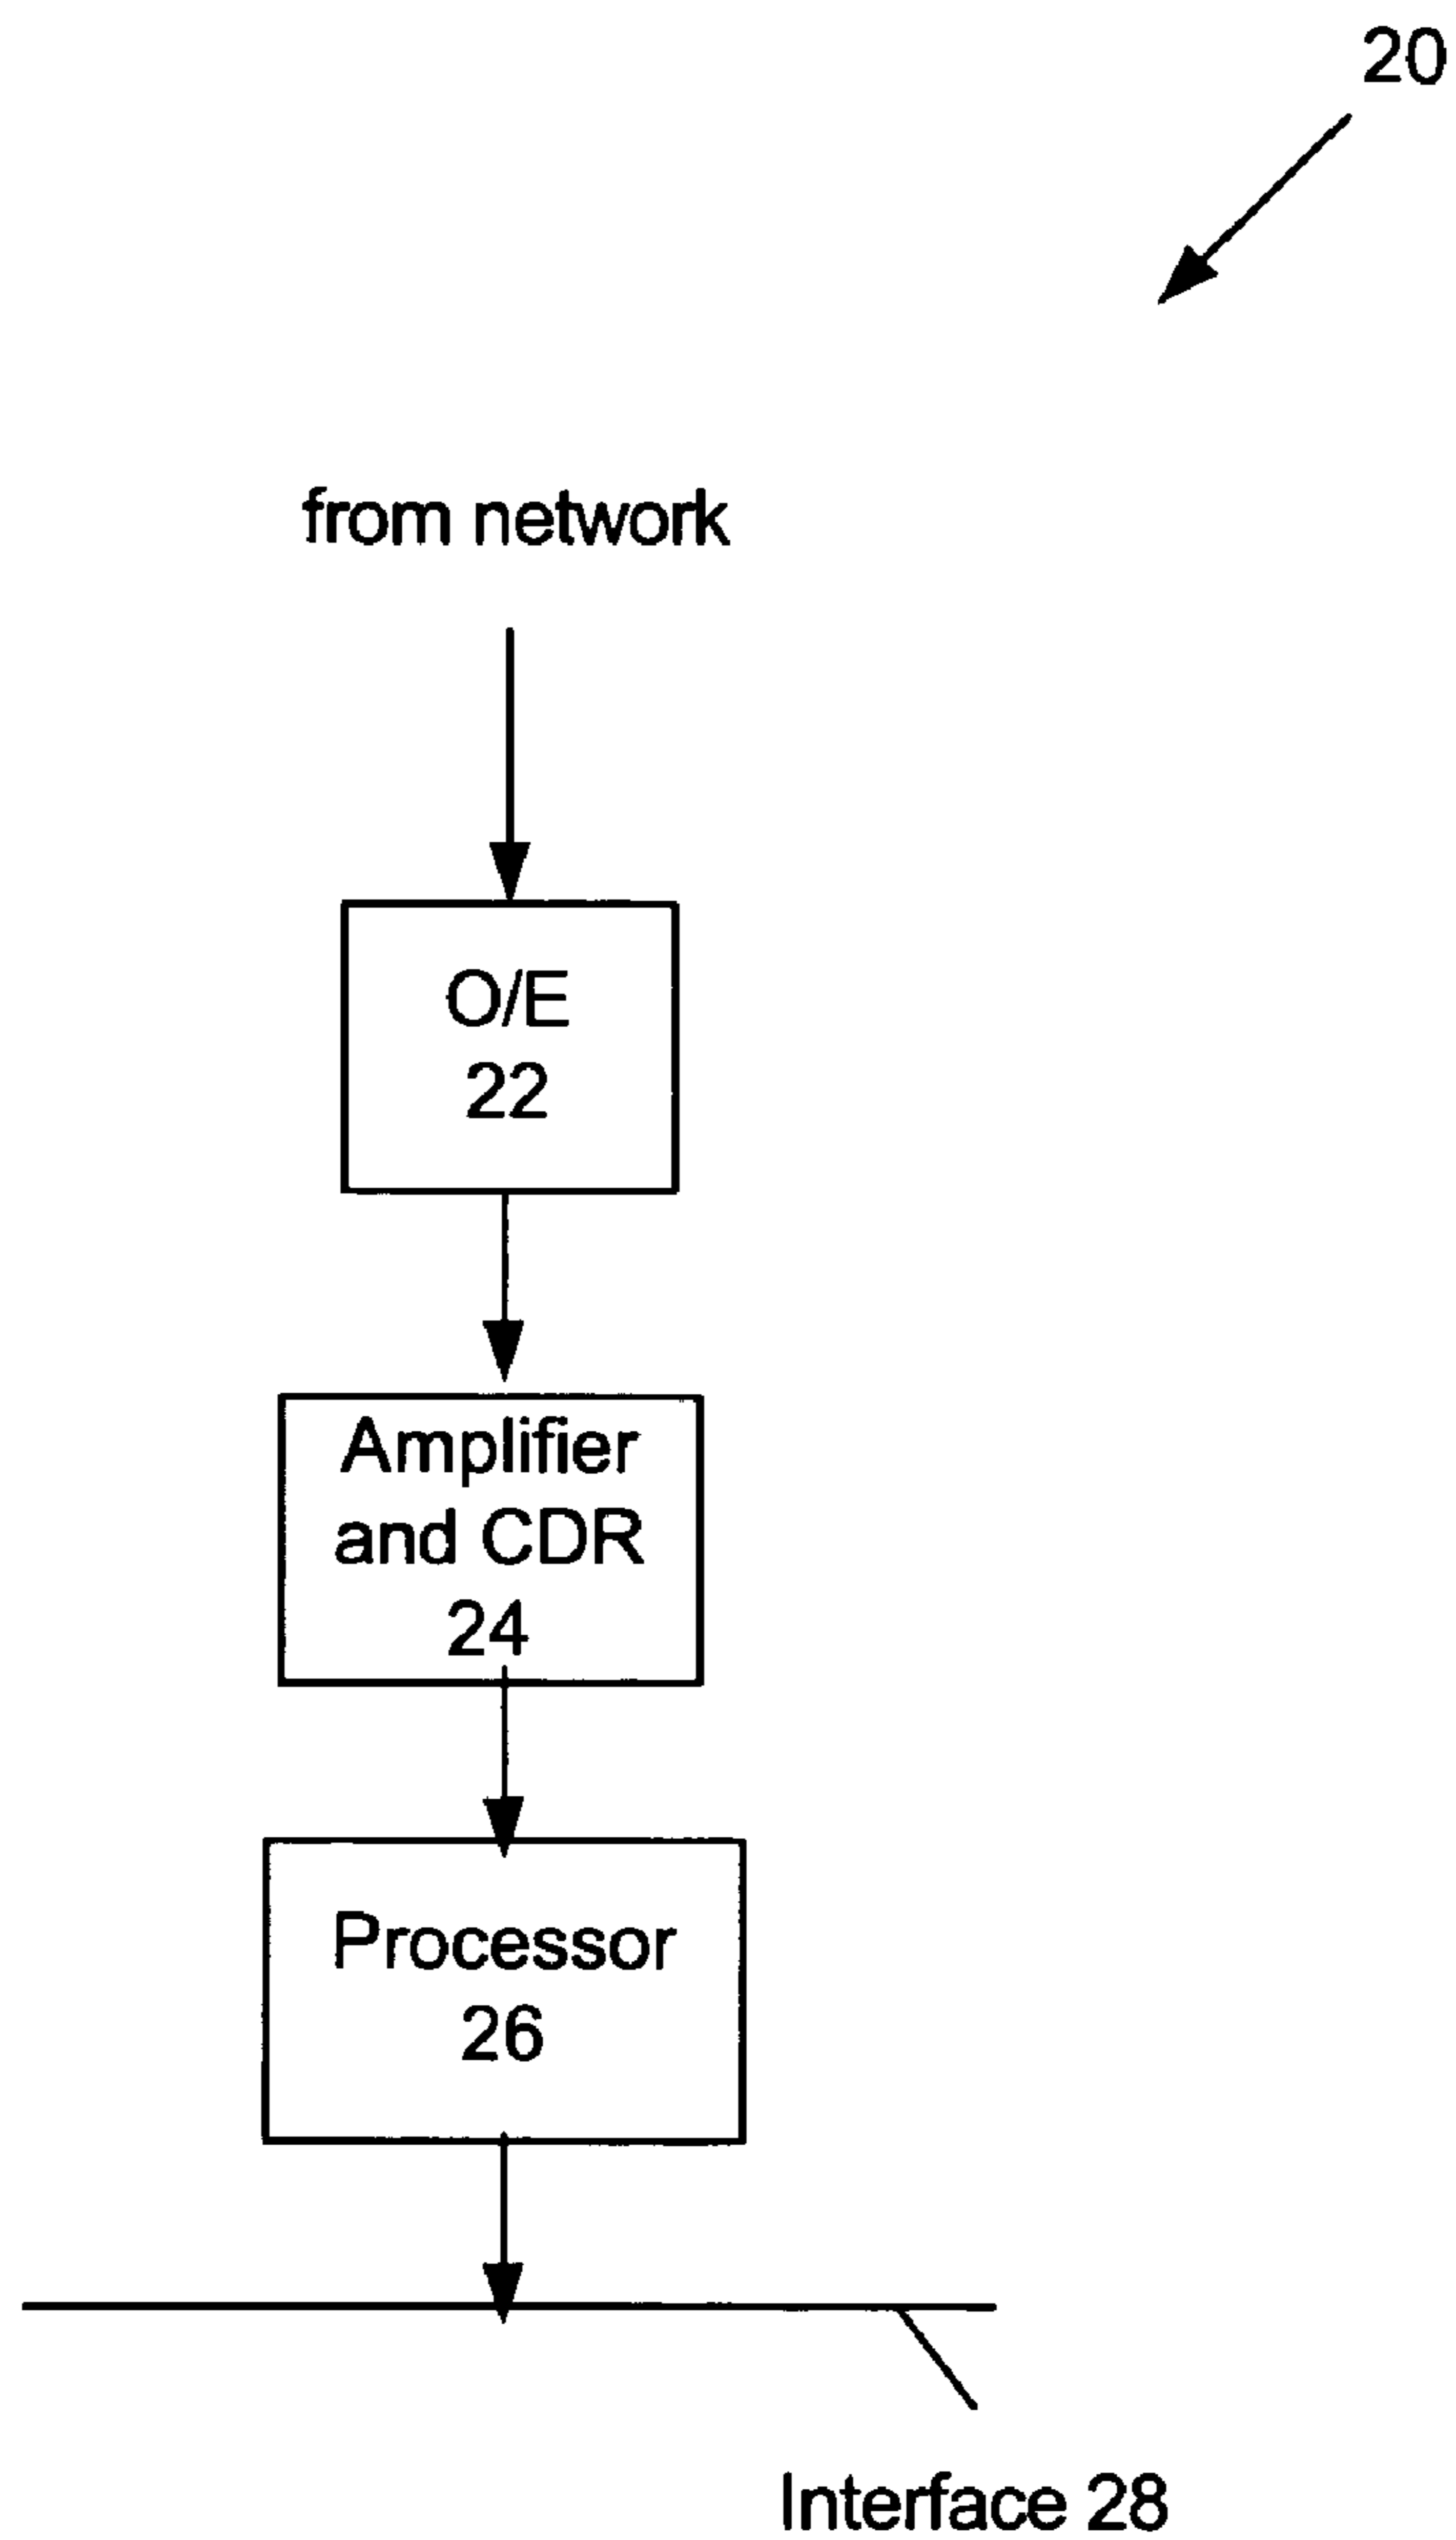 20
from network
O/E
22
Amplifier
and CDR
24
Processor
26
Interface 28